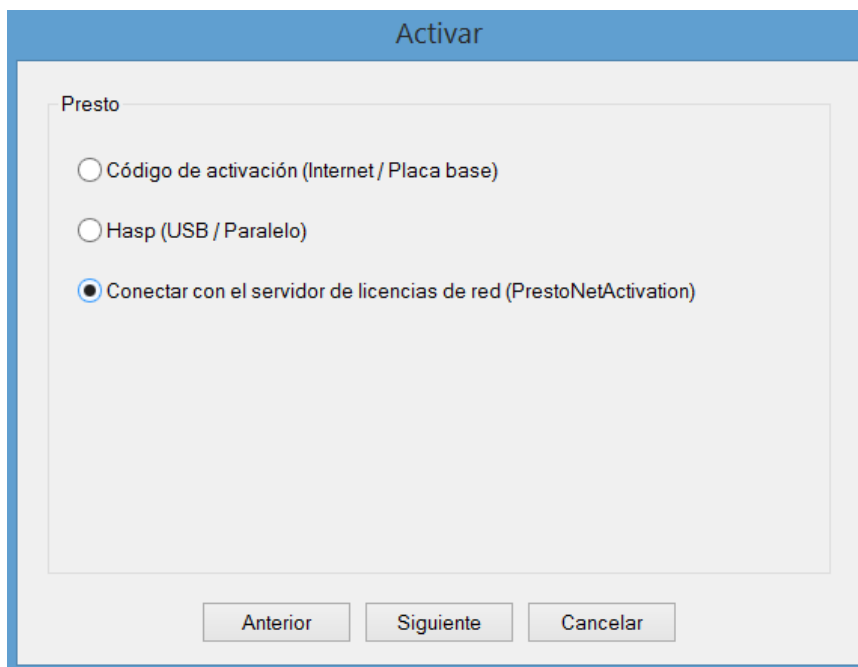 Activar
Presto
Código de activación (Internet / Placa base)
Hasp (USB / Paralelo)
Conectar con el servidor de licencias de red (PrestoNetActivation)
Anterior Siguiente Cancelar